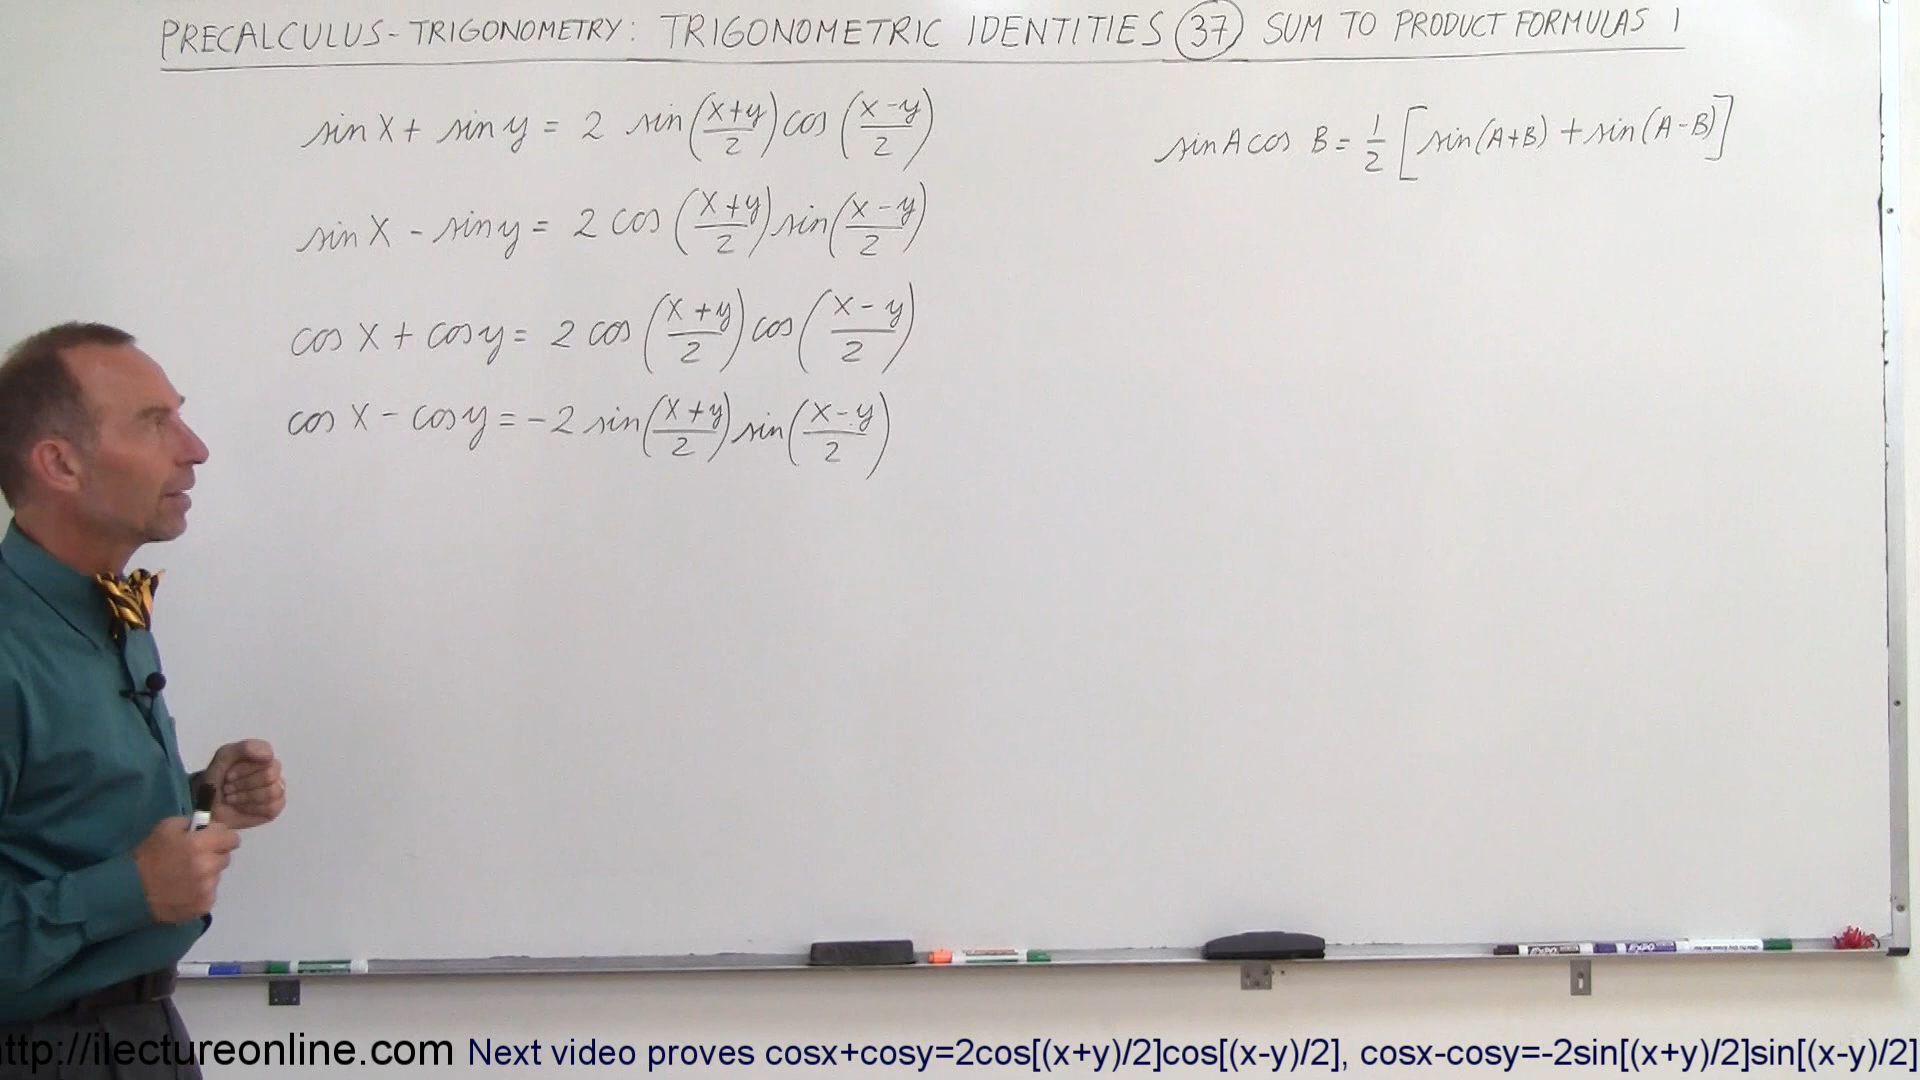 PRECALCULUS - TRIGONOMETRY: TRIGONOMETRIC IDENTITIES 37 SUM TO PRODUCT FORMULAS 1
sin X + sin y = 2 sin(x+y/2) cos(x-y/2)
sin A cos B = 1/2 [sin(A+B) + sin(A-B)]
sin X - sin y = 2 cos(x+y/2) sin(x-y/2)
cos X + cos y = 2 cos(x+y/2) cos(x-y/2)
cos X - cos y = -2 sin(x+y/2) sin(x-y/2)
ttp://ilectureonline.com Next video proves cosx+cosy=2cos[(x+y)/2]cos[(x-y)/2], cosx-cosy=-2sin[(x+y)/2]sin[(x-y)/2]